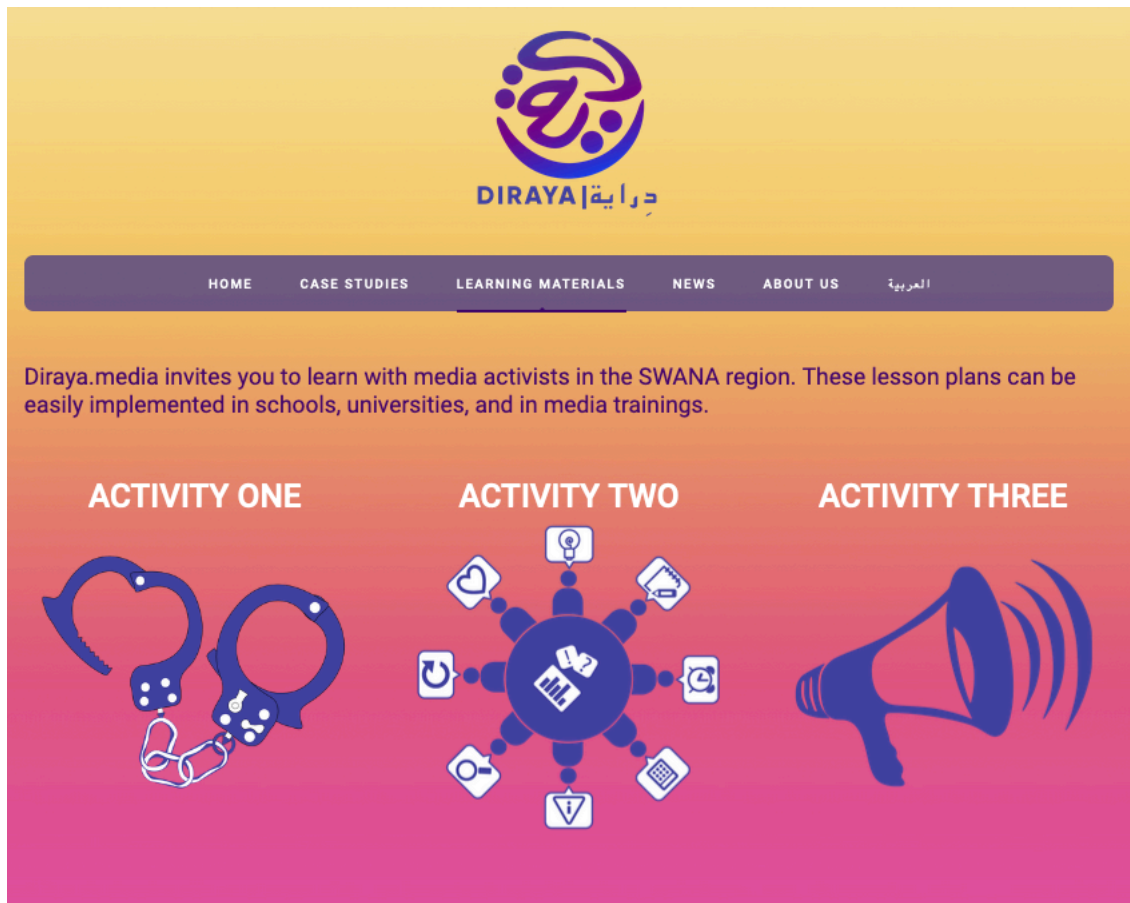 DIRAYA|دِراية
HOME CASE STUDIES LEARNING MATERIALS NEWS ABOUT US العربية
Diraya.media invites you to learn with media activists in the SWANA region. These lesson plans can be
easily implemented in schools, universities, and in media trainings.
ACTIVITY ONE ACTIVITY TWO ACTIVITY THREE
! ?